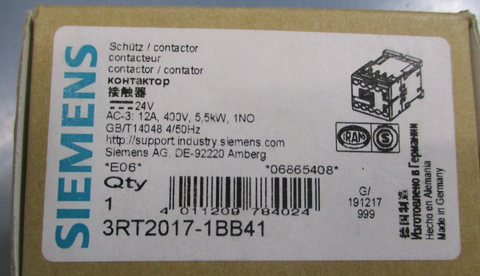 SIEMENS
Schütz / contactor
contacteur
contactor / contator
контактор
接触器
24V
AC-3: 12A, 400V, 5,5kW, 1NO
GB/T14048 4/50Hz
http://support.industry.siemens.com
Siemens AG, DE-92220 Amberg
*E06* *06865408*
Qty
1
4 011209 784024
3RT2017-1BB41
IRAM
S
G/
191217
999
德国制造
Изготовлено в Германии
Hecho en Alemania
Made in Germany